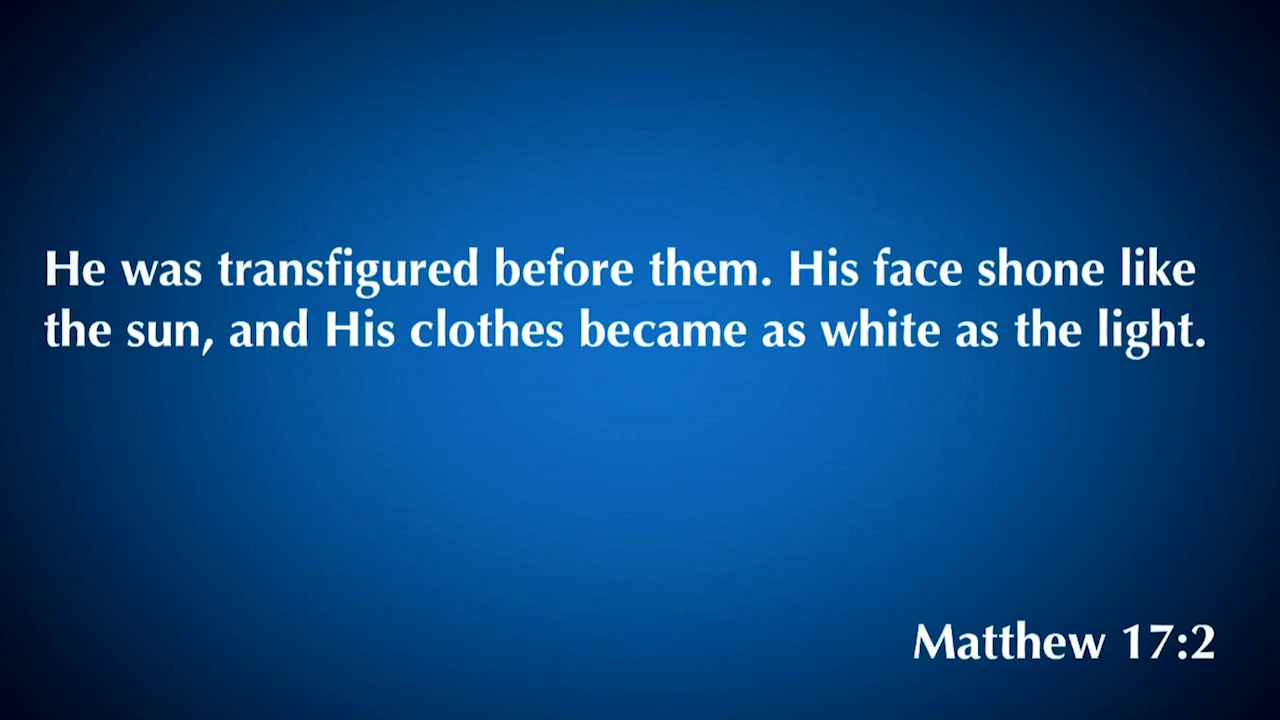 He was transfigured before them. His face shone like
the sun, and His clothes became as white as the light.
Matthew 17:2